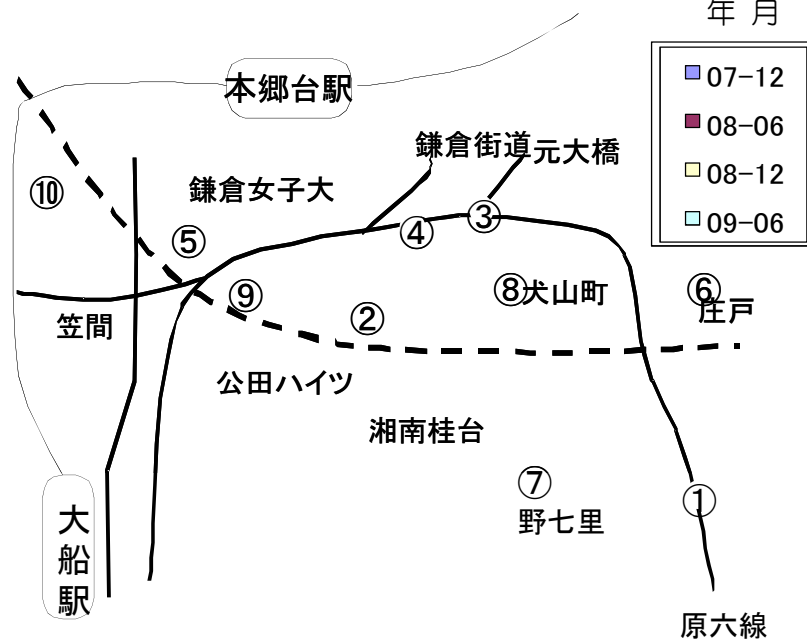 年 月
07-12
08-06
08-12
09-06
本郷台駅
鎌倉街道
元大橋
⑩
鎌倉女子大
⑤
④
③
⑨
②
⑧犬山町
⑥
庄戸
笠間
公田ハイツ
湘南桂台
⑦
野七里
①
大船駅
原六線